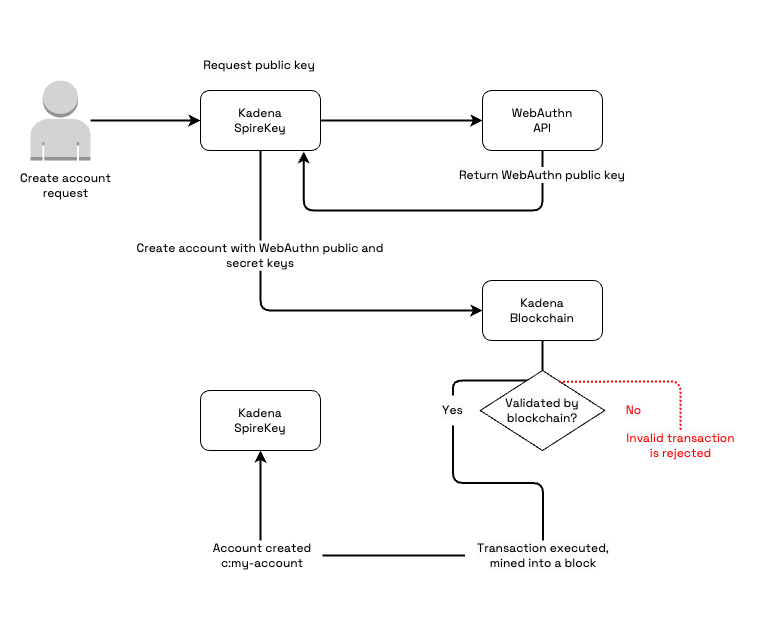 Request public key
Kadena
SpireKey
WebAuthn
API
Create account
request
Return WebAuthn public key
Create account with WebAuthn public and
secret keys
Kadena
Blockchain
Kadena
SpireKey
Yes
Validated by
blockchain?
No
Invalid transaction
is rejected
Account created
c:my-account
Transaction executed,
mined into a block